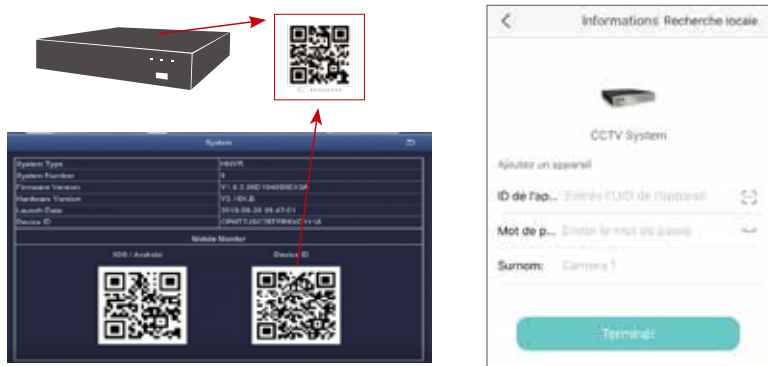 System
System Type HNVR
System Number
Firmware Version
Hardware Version
Launch Date
Device ID
Mobile Monitor
IOS / Android Device ID
Informations Recherche locale
CCTV System
Ajoutez un appareil
ID de l'ap... Entrez l'UID de l'appareil
Mot de p... Entrer le mot de passe
Surnom: Camera 1
Terminé!